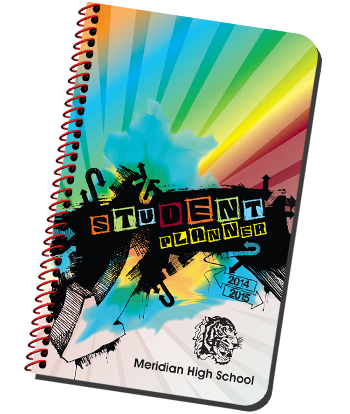 STUDENT
PLANNER
2014
2015
Meridian High School